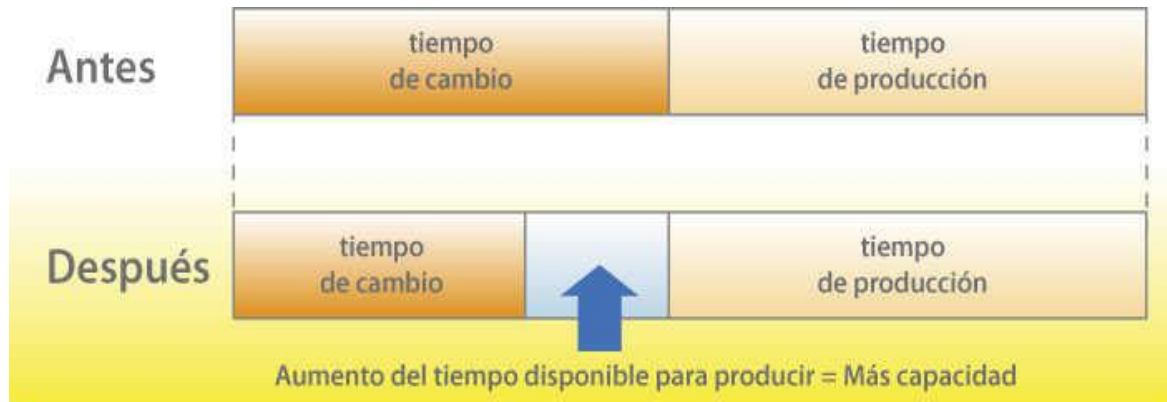 Antes
tiempo
de cambio
tiempo
de producción
Después
tiempo
de cambio
tiempo
de producción
Aumento del tiempo disponible para producir = Más capacidad